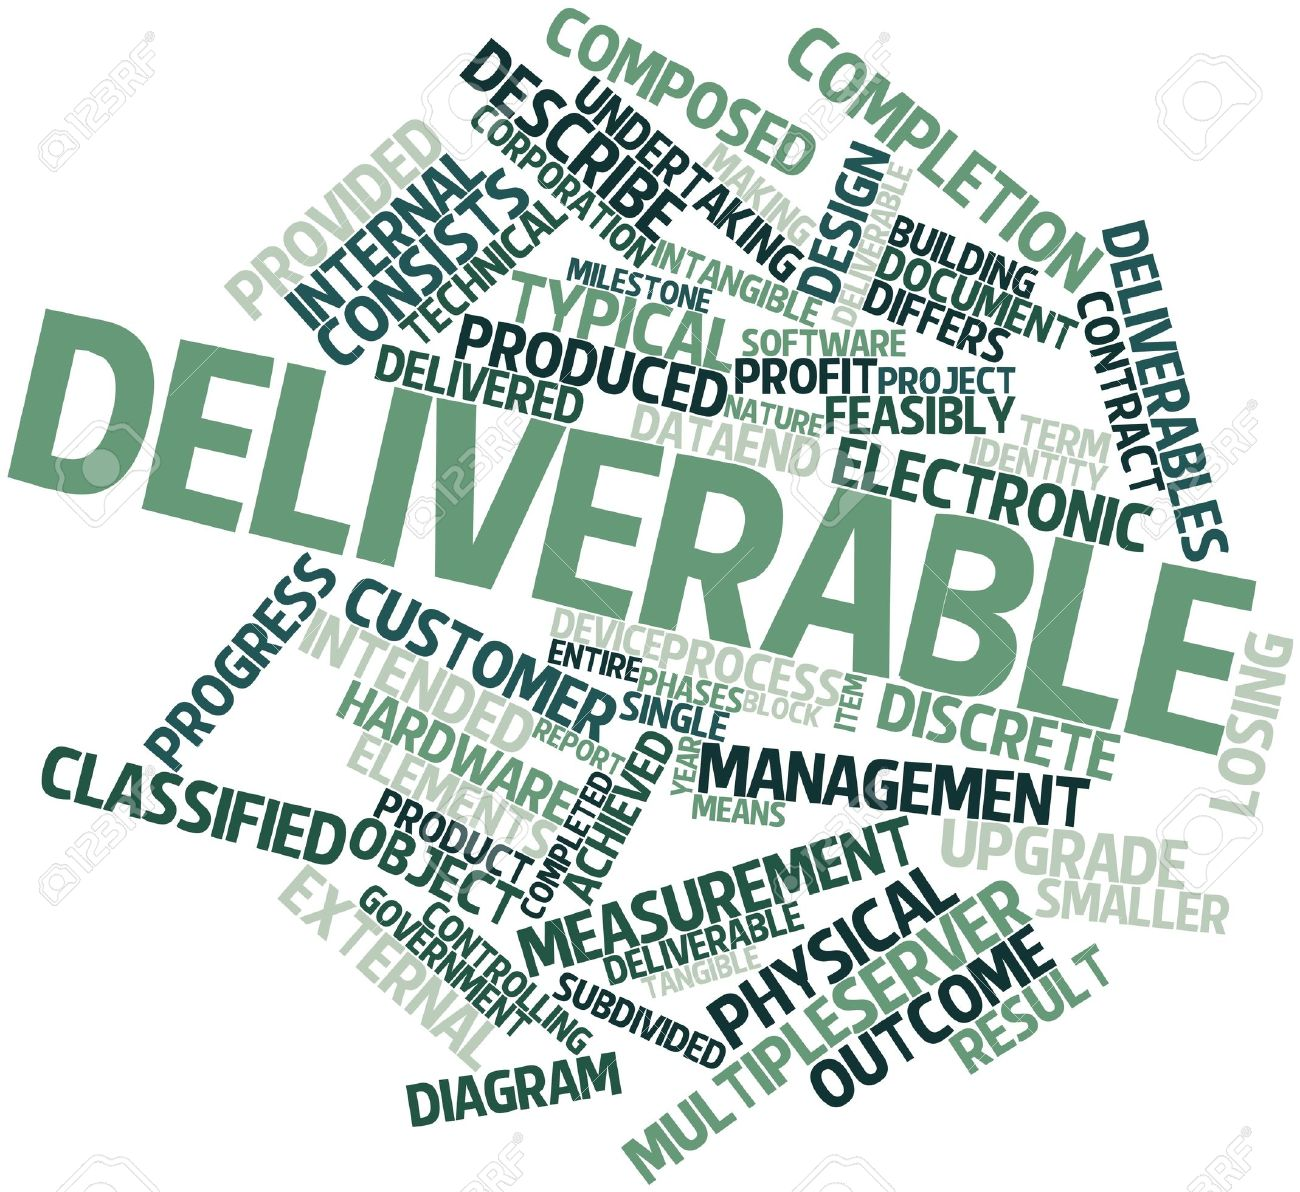 COMPOSED
COMPLETION
DESCRIBE
UNDERTAKING
CORPORATION
MAKING
DESIGN
DELIVERABLE
PROVIDED
INTERNAL
CONSISTS
TECHNICAL
INTANGIBLE
BUILDING
DOCUMENT
DIFFERS
DELIVERABLES
CONTRACT
MILESTONE
TYPICAL
SOFTWARE
PRODUCED
PROFIT
PROJECT
DELIVERED
NATURE
FEASIBLY
DATAEND
TERM
IDENTITY
ELECTRONIC
DELIVERABLE
PROGRESS
CUSTOMER
INTENDED
DEVICE
PROCESS
ENTIRE
PHASES
BLOCK
ITEM
SINGLE
DISCRETE
LOSING
HARDWARE
REPORT
ELEMENTS
ACHIEVED
YEAR
MANAGEMENT
MEANS
CLASSIFIED
PRODUCT
OBJECT
COMPLETED
UPGRADE
SMALLER
MEASUREMENT
DELIVERABLE
TANGIBLE
EXTERNAL
GOVERNMENT
CONTROLLING
SUBDIVIDED
PHYSICAL
MULTIPLE
SERVER
OUTCOME
RESULT
DIAGRAM
123RF